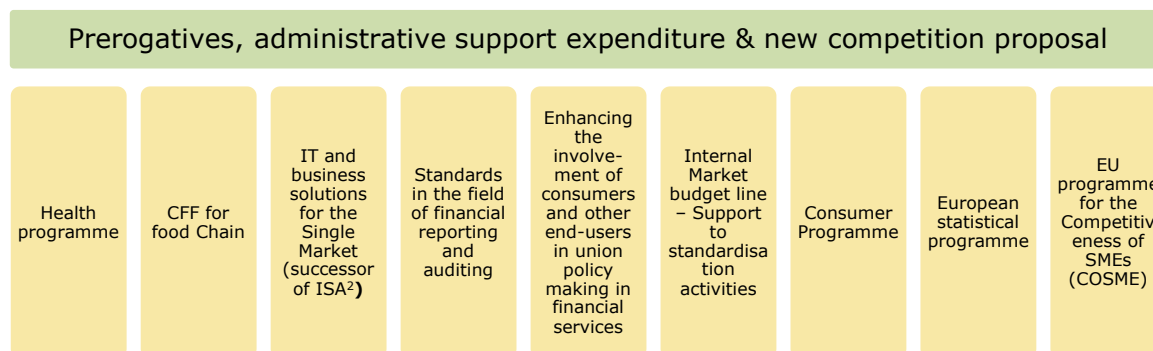 Prerogatives, administrative support expenditure & new competition proposal
Health
programme
CFF for
food Chain
IT and
business
solutions
for the
Single
Market
(successor
of ISA²)
Standards
in the field
of financial
reporting
and
auditing
Enhancing
the
involve-
ment of
consumers
and other
end-users
in union
policy
making in
financial
services
Internal
Market
budget line
– Support
to
standardisa
tion
activities
Consumer
Programme
European
statistical
programme
EU
programme
for the
Competitiv
eness of
SMEs
(COSME)